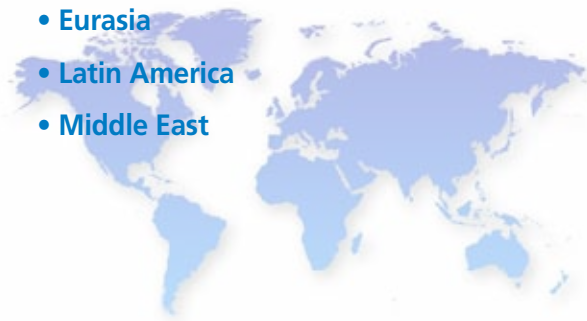 • Eurasia
• Latin America
• Middle East